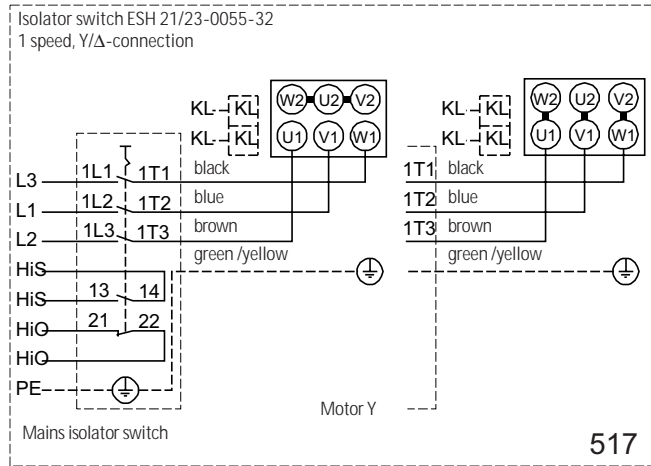 Isolator switch ESH 21/23-0055-32
1 speed, Y/Δ-connection
KL KL W2 U2 V2
KL KL U1 V1 W1
KL KL W2 U2 V2
KL KL U1 V1 W1
L3 1L1 1T1 black
L1 1L2 1T2 blue
L2 1L3 1T3 brown
green /yellow
1T1 black
1T2 blue
1T3 brown
green /yellow
HiS
HiS 13 14
HiO 21 22
HiO
PE
Motor Y
Mains isolator switch
517